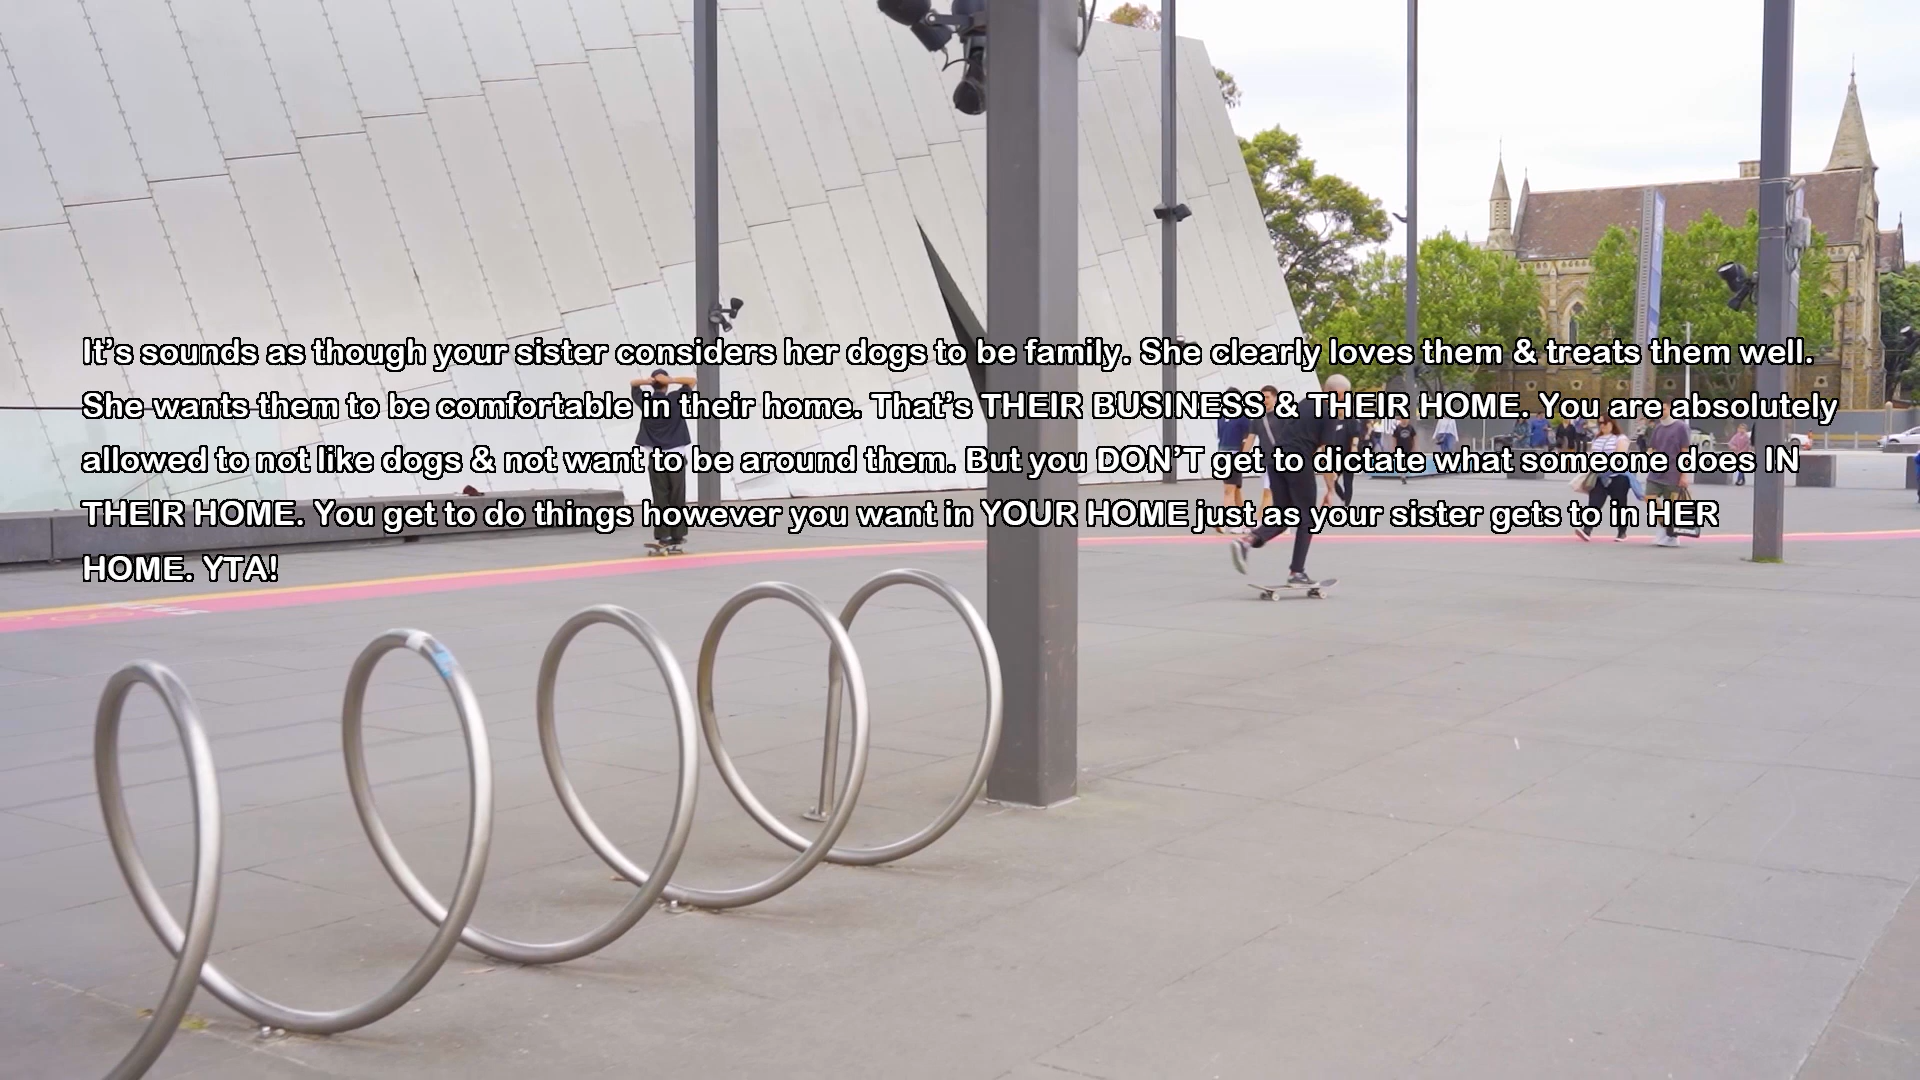 It’s sounds as though your sister considers her dogs to be family. She clearly loves them & treats them well.
She wants them to be comfortable in their home. That’s THEIR BUSINESS & THEIR HOME. You are absolutely
allowed to not like dogs & not want to be around them. But you DON’T get to dictate what someone does IN
THEIR HOME. You get to do things however you want in YOUR HOME just as your sister gets to in HER
HOME. YTA!